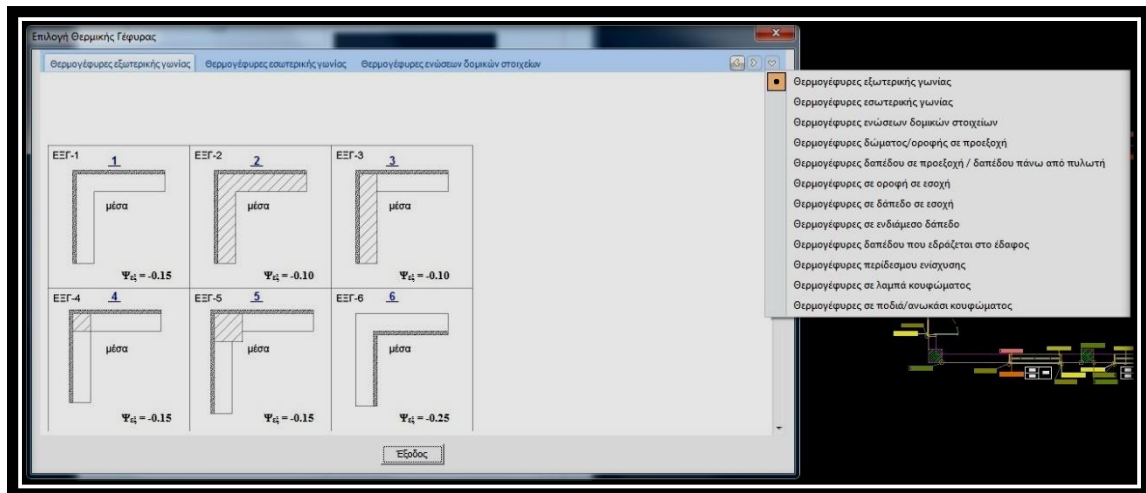 Επιλογή Θερμικής Γέφυρας
Θερμογέφυρες εξωτερικής γωνίας
Θερμογέφυρες εσωτερικής γωνίας
Θερμογέφυρες ενώσεων δομικών στοιχείων
ΕΞΓ-1
1
μέσα
Ψεξ = -0.15
ΕΞΓ-2
2
μέσα
Ψεξ = -0.10
ΕΞΓ-3
3
μέσα
Ψεξ = -0.10
ΕΞΓ-4
4
μέσα
Ψεξ = -0.15
ΕΞΓ-5
5
μέσα
Ψεξ = -0.15
ΕΞΓ-6
6
μέσα
Ψεξ = -0.25
Έξοδος
Θερμογέφυρες εξωτερικής γωνίας
Θερμογέφυρες εσωτερικής γωνίας
Θερμογέφυρες ενώσεων δομικών στοιχείων
Θερμογέφυρες δώματος/οροφής σε προεξοχή
Θερμογέφυρες δαπέδου σε προεξοχή / δαπέδου πάνω από πυλωτή
Θερμογέφυρες σε οροφή σε εσοχή
Θερμογέφυρες σε δάπεδο σε εσοχή
Θερμογέφυρες σε ενδιάμεσο δάπεδο
Θερμογέφυρες δαπέδου που εδράζεται στο έδαφος
Θερμογέφυρες περίδεσμου ενίσχυσης
Θερμογέφυρες σε λαμπά κουφώματος
Θερμογέφυρες σε ποδιά/ανωκάσι κουφώματος